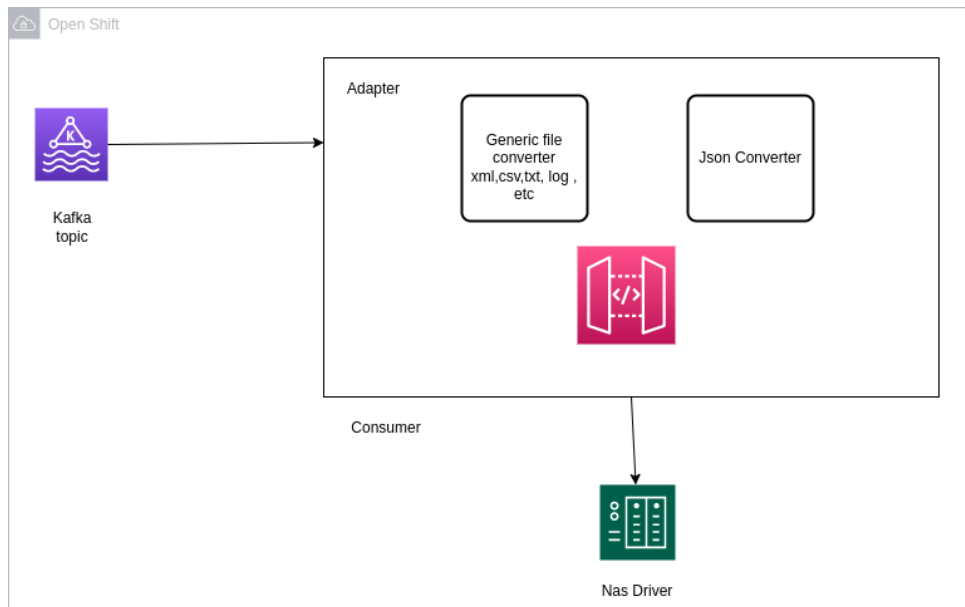 Open Shift
Adapter
Generic file
converter
xml,csv,txt, log ,
etc
Json Converter
K
</>
Kafka
topic
Consumer
Nas Driver